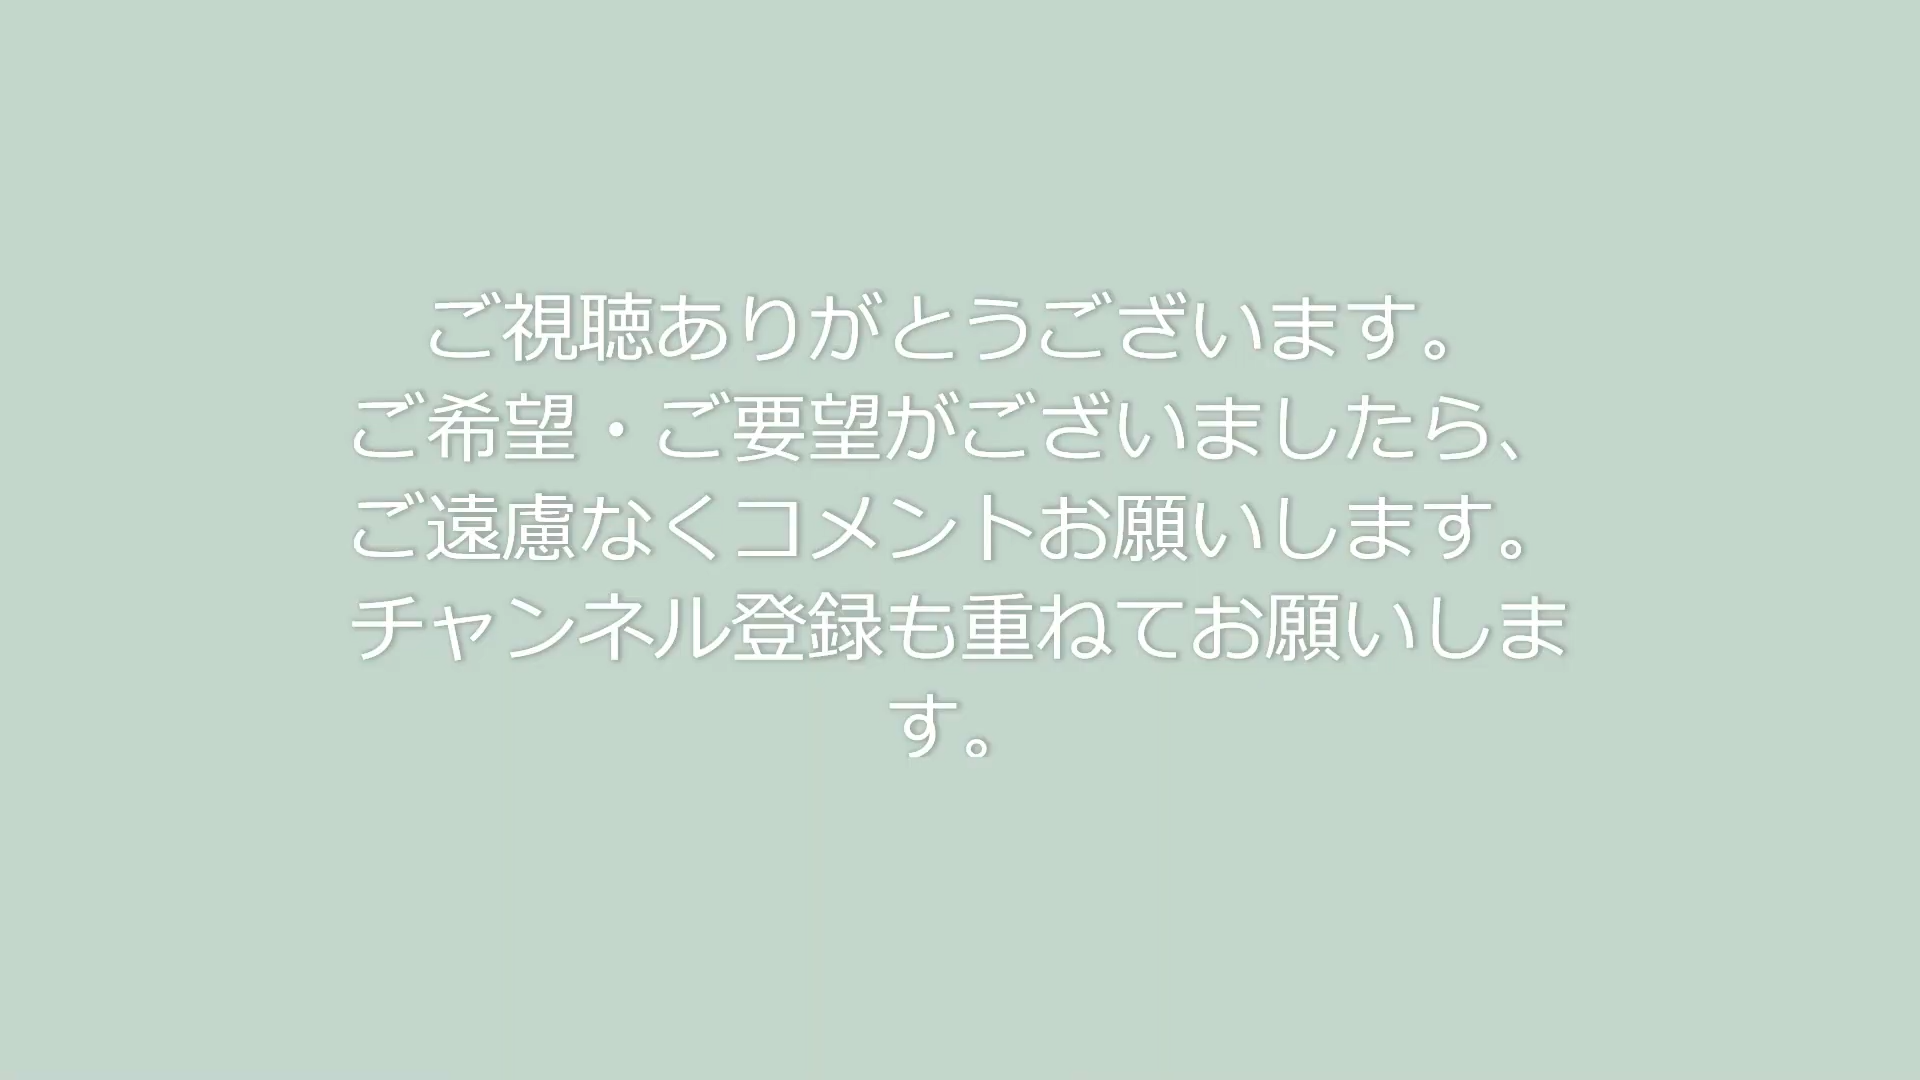 ご視聴ありがとうございます。
ご希望・ご要望がございましたら、
ご遠慮なくコメントお願いします。
チャンネル登録も重ねてお願いしま
す。